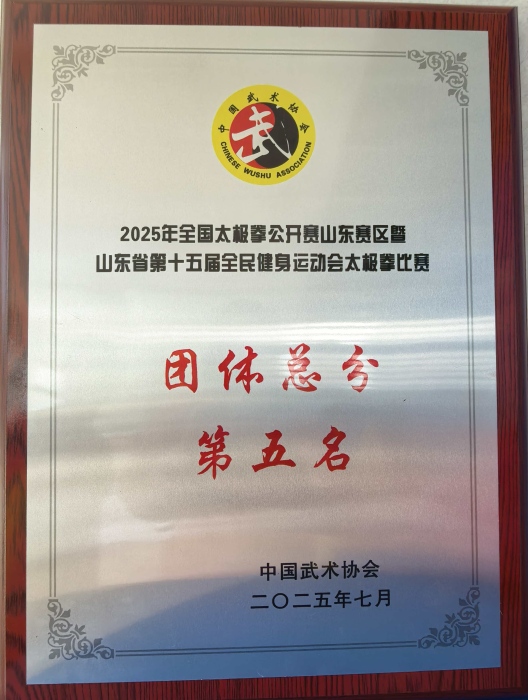 中国武术协会
武
CHINESE WUSHU ASSOCIATION
2025年全国太极拳公开赛山东赛区暨
山东省第十五届全民健身运动会太极拳比赛
团体总分
第五名
中国武术协会
二〇二五年七月